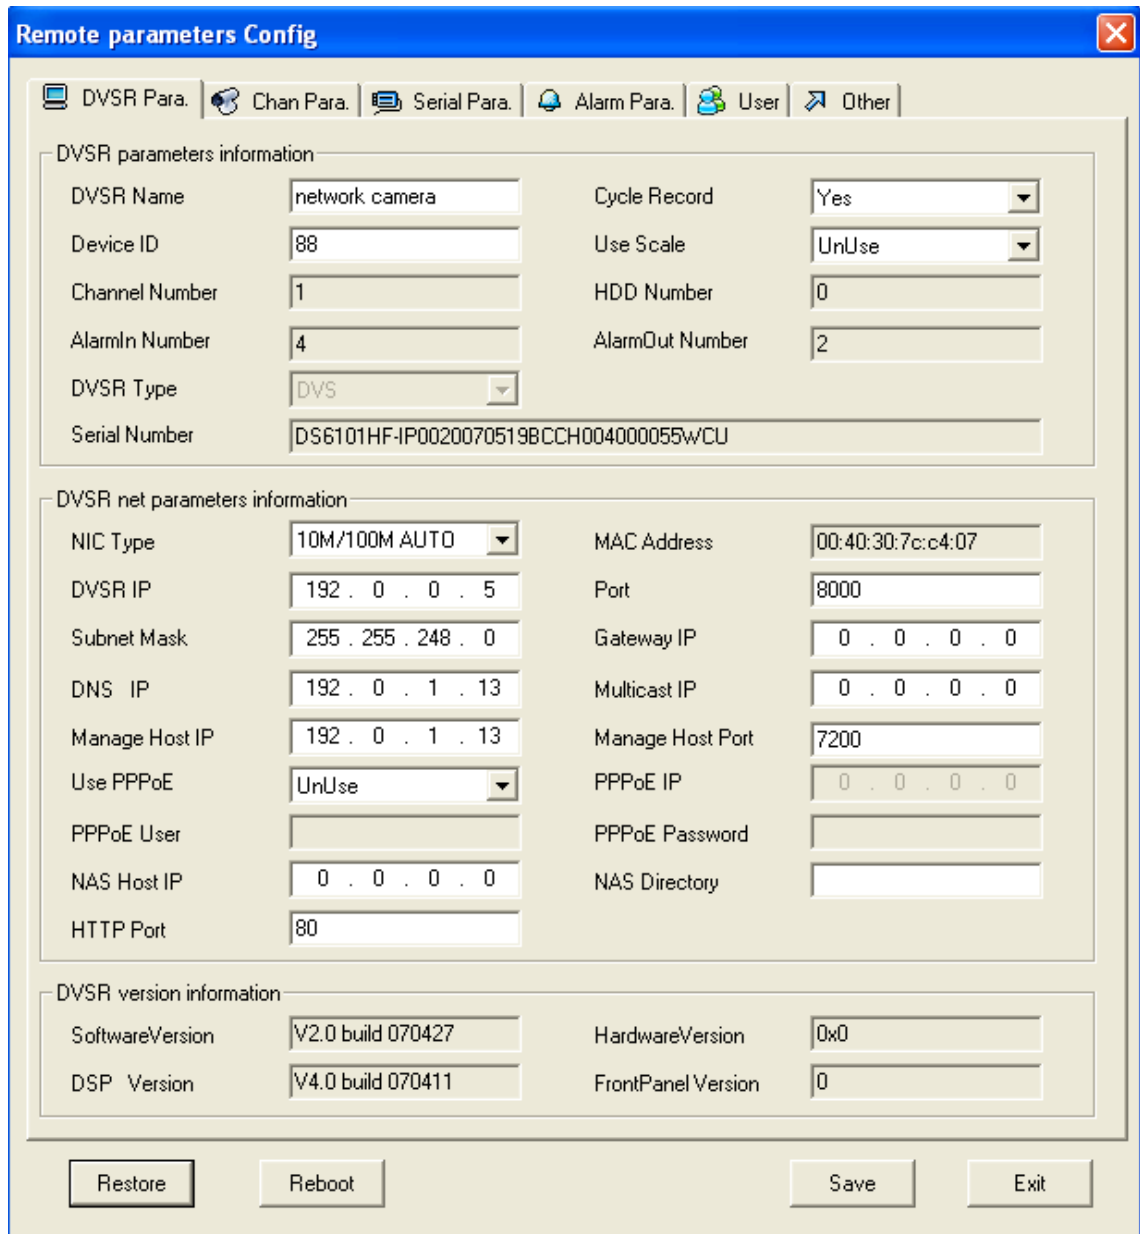 Remote parameters Config
DVSR Para. Chan Para. Serial Para. Alarm Para. User Other
DVSR parameters information
DVSR Name network camera Cycle Record Yes
Device ID 88 Use Scale UnUse
Channel Number 1 HDD Number 0
AlarmIn Number 4 AlarmOut Number 2
DVSR Type DVS
Serial Number DS6101HF-IP0020070519BCCH004000055WCU
DVSR net parameters information
NIC Type 10M/100M AUTO MAC Address 00:40:30:7c:c4:07
DVSR IP 192 . 0 . 0 . 5 Port 8000
Subnet Mask 255 . 255 . 248 . 0 Gateway IP 0 . 0 . 0 . 0
DNS IP 192 . 0 . 1 . 13 Multicast IP 0 . 0 . 0 . 0
Manage Host IP 192 . 0 . 1 . 13 Manage Host Port 7200
Use PPPoE UnUse PPPoE IP 0 . 0 . 0 . 0
PPPoE User PPPoE Password
NAS Host IP 0 . 0 . 0 . 0 NAS Directory
HTTP Port 80
DVSR version information
SoftwareVersion V2.0 build 070427 HardwareVersion 0x0
DSP Version V4.0 build 070411 FrontPanel Version 0
Restore Reboot Save Exit